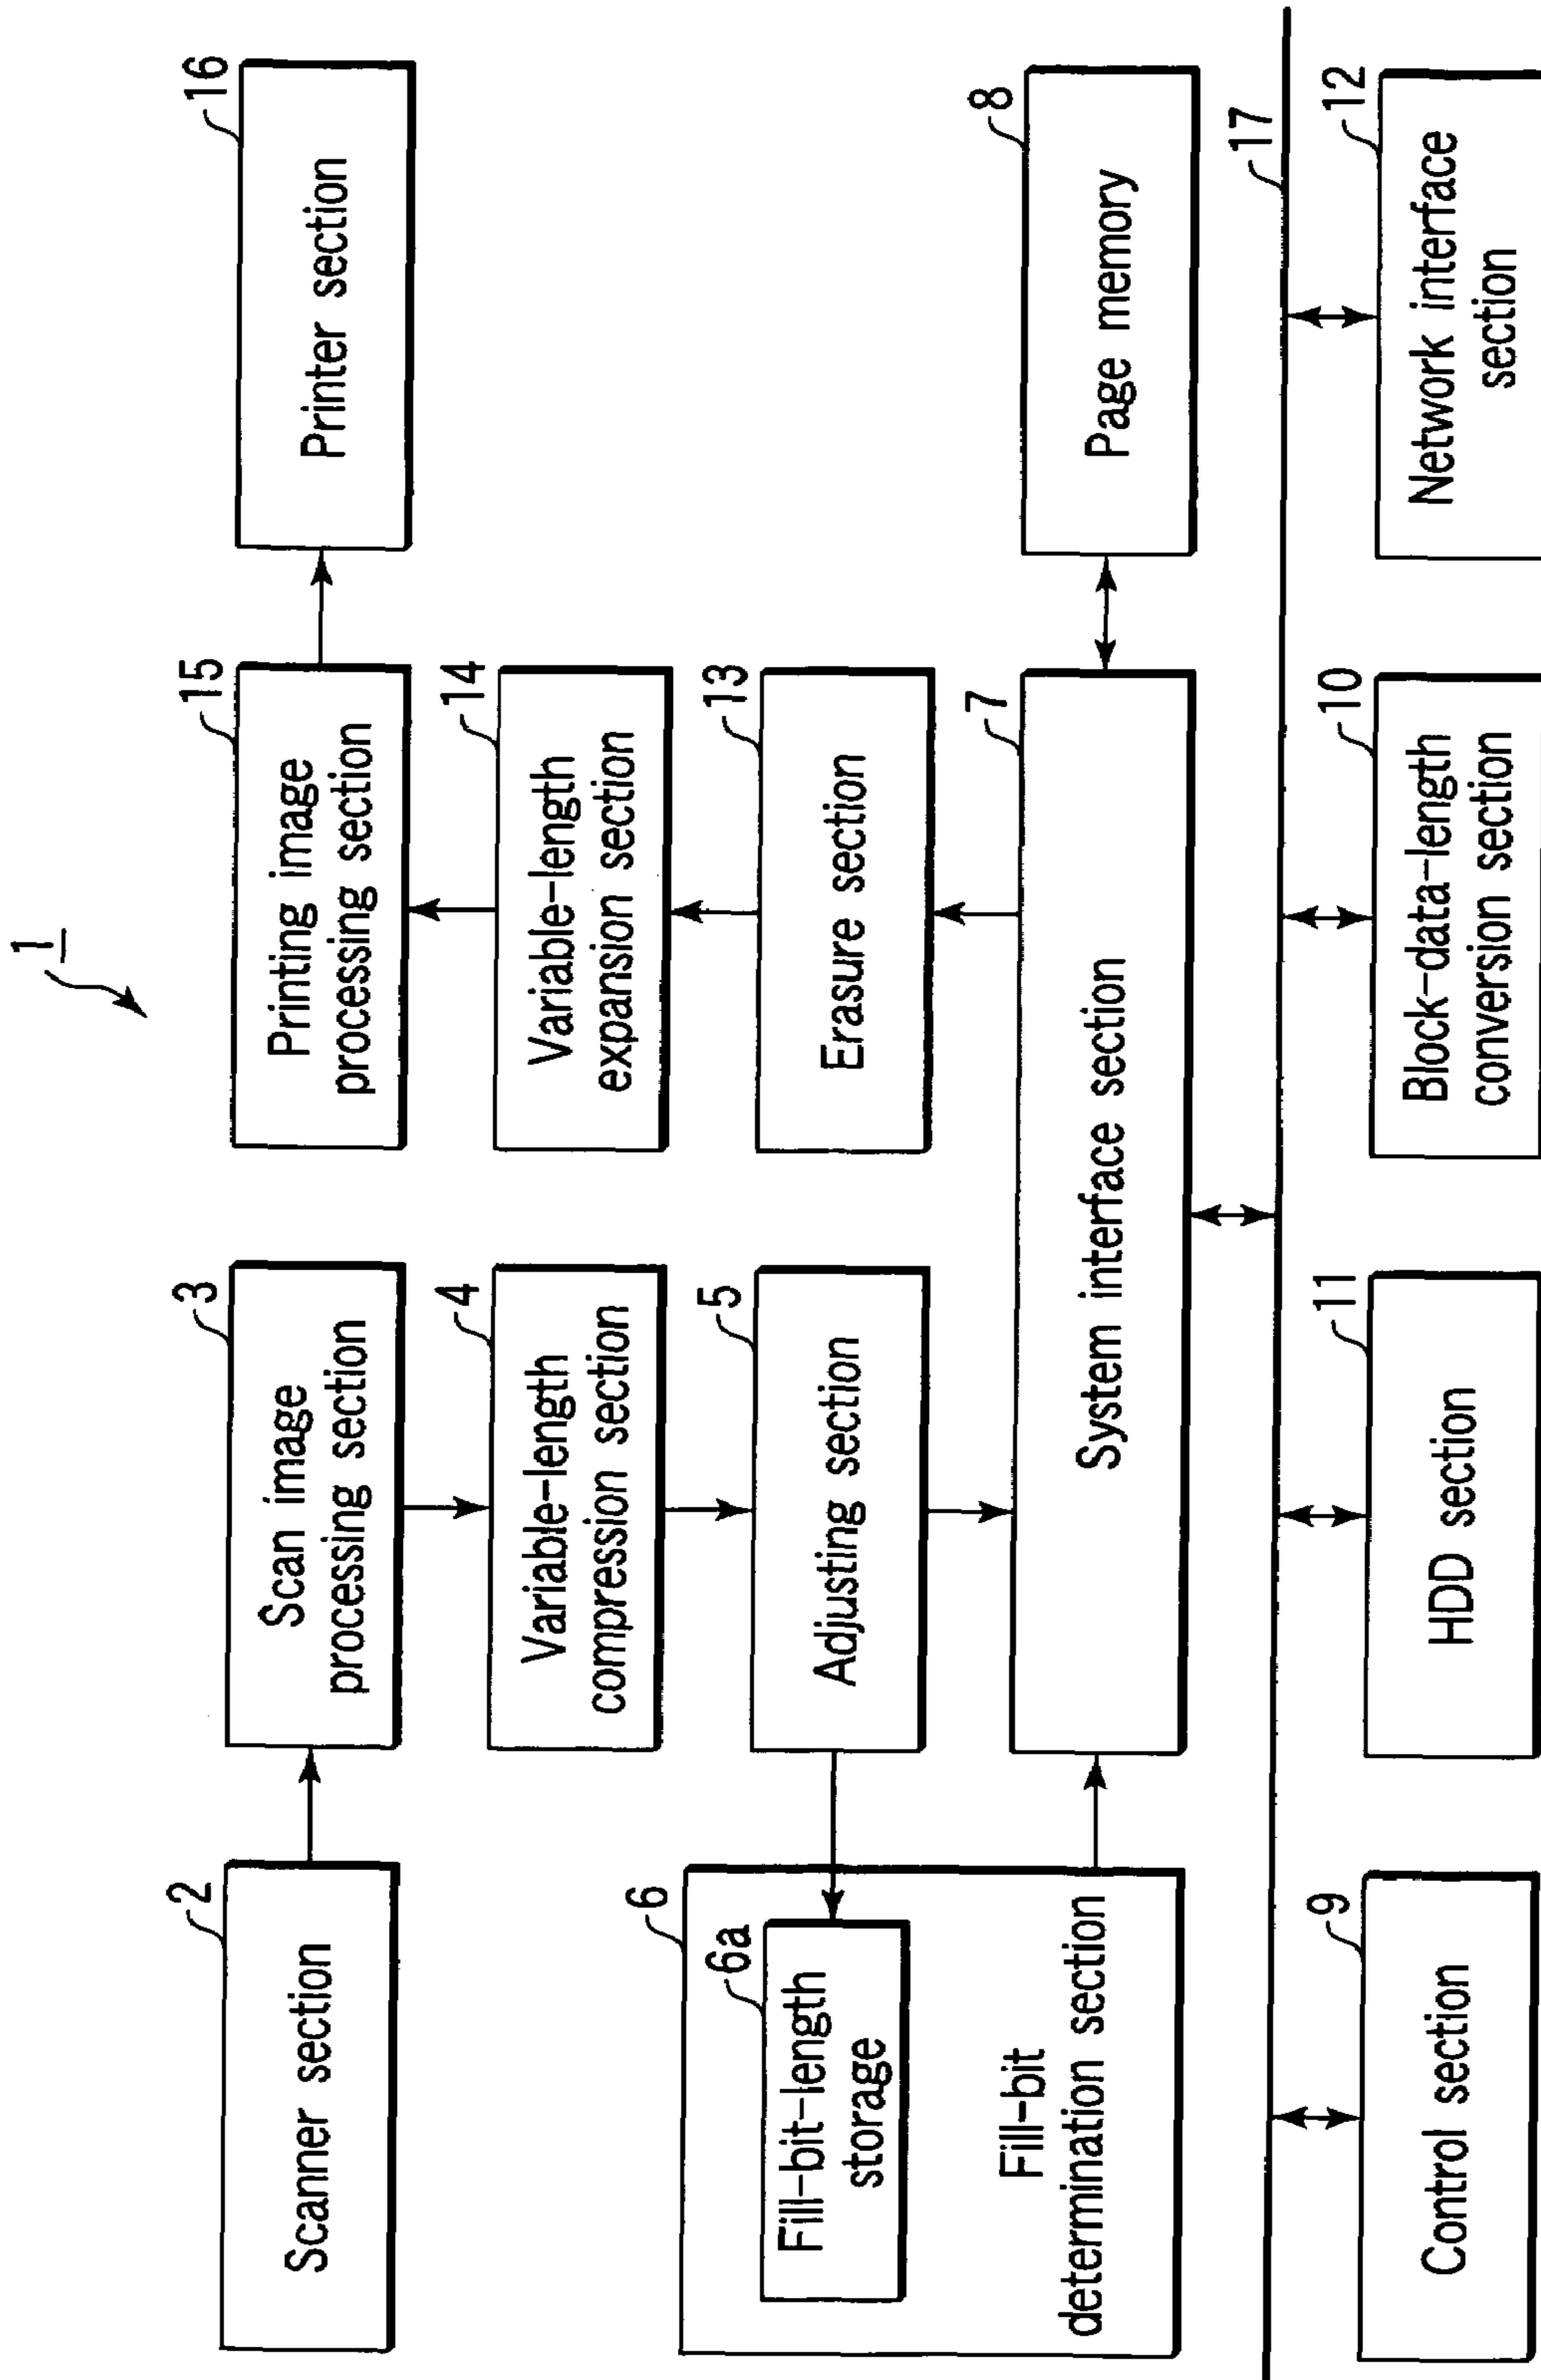 1
2
Scanner section
3
Scan image
processing section
15
Printing image
processing section
16
Printer section
4
Variable-length
compression section
14
Variable-length
expansion section
6
6a
Fill-bit-length
storage
Fill-bit
determination section
5
Adjusting section
13
Erasure section
7
System interface section
8
Page memory
17
9
Control section
11
HDD section
10
Block-data-length
conversion section
12
Network interface
section